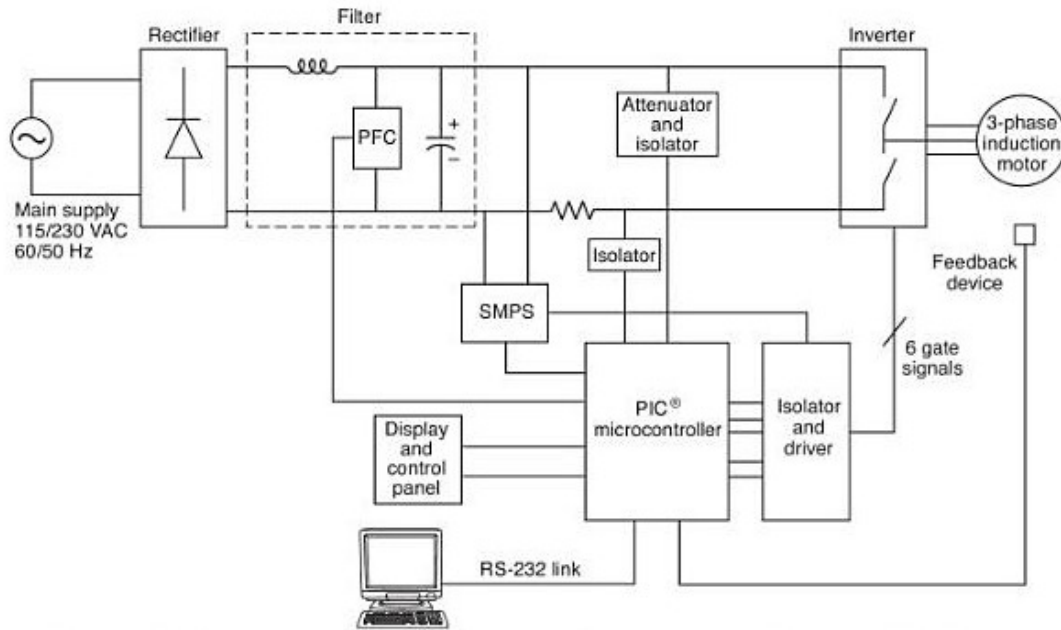 Filter
Rectifier
Inverter
Attenuator
and
isolator
PFC
+
–
3-phase
induction
motor
Main supply
115/230 VAC
60/50 Hz
Isolator
Feedback
device
SMPS
6 gate
signals
PIC®
microcontroller
Isolator
and
driver
Display
and
control
panel
RS-232 link